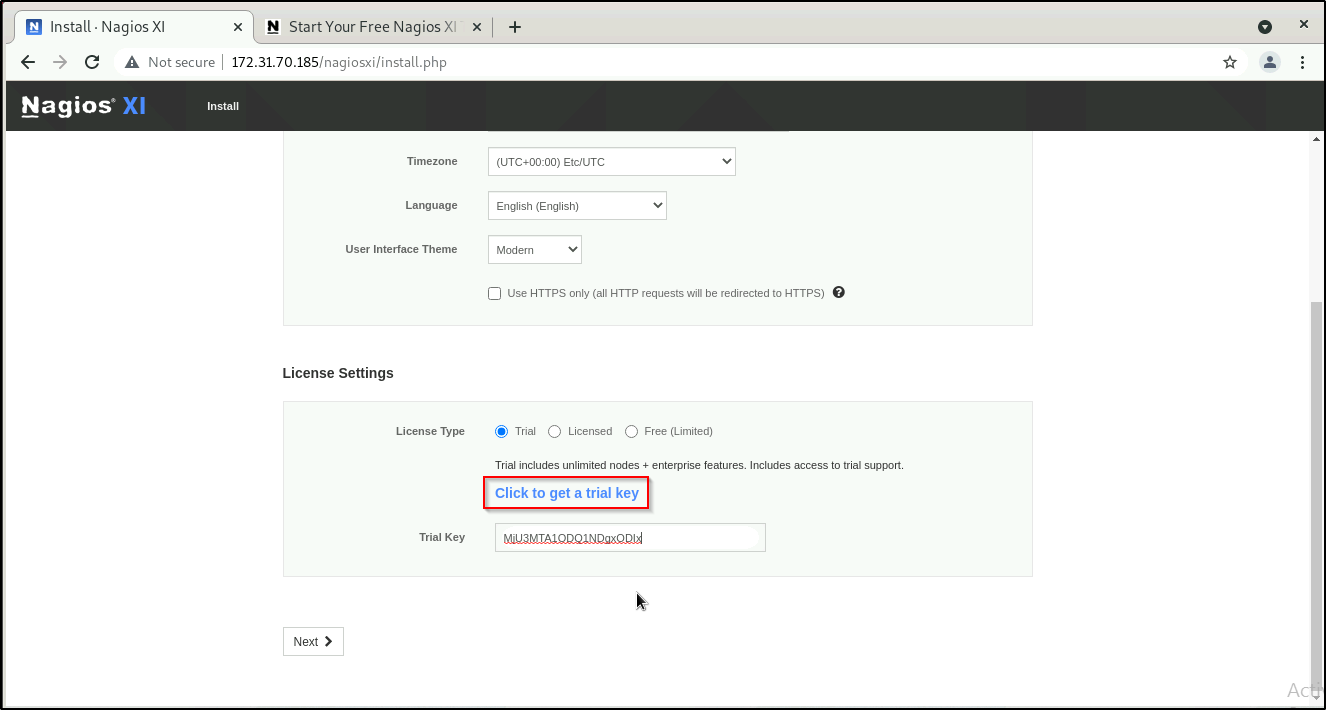 Install · Nagios XI
Start Your Free Nagios XI
Not secure
172.31.70.185/nagiosxi/install.php
Nagios® XI
Install
Timezone
(UTC+00:00) Etc/UTC
Language
English (English)
User Interface Theme
Modern
Use HTTPS only (all HTTP requests will be redirected to HTTPS)
License Settings
License Type
Trial
Licensed
Free (Limited)
Trial includes unlimited nodes + enterprise features. Includes access to trial support.
Click to get a trial key
Trial Key
MjU3MTA1ODQ1NDgxODIx
Next
Acti